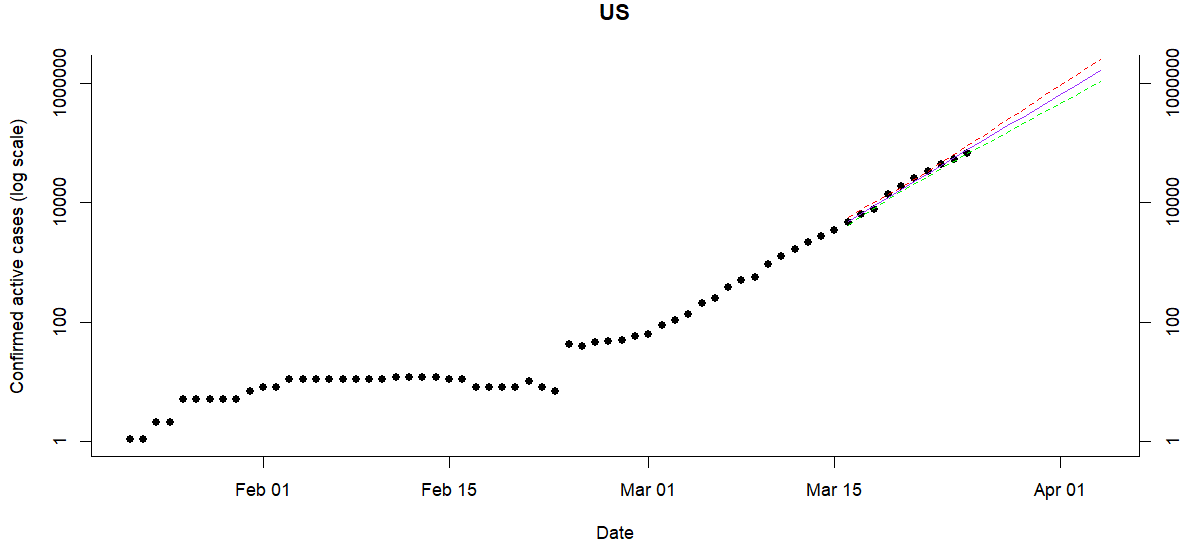 US
Confirmed active cases (log scale)
1000000
10000
100
1
1000000
10000
100
1
Feb 01
Feb 15
Mar 01
Mar 15
Apr 01
Date